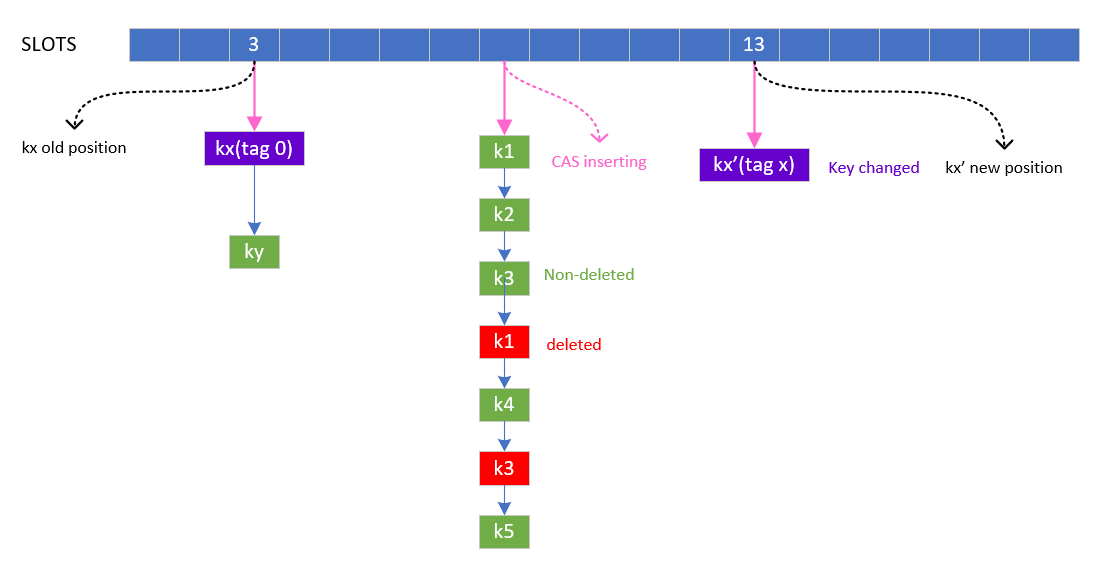 SLOTS
3
13
kx old position
kx(tag 0)
k1
CAS inserting
kx’(tag x)
Key changed
kx’ new position
k2
ky
k3
Non-deleted
k1
deleted
k4
k3
k5